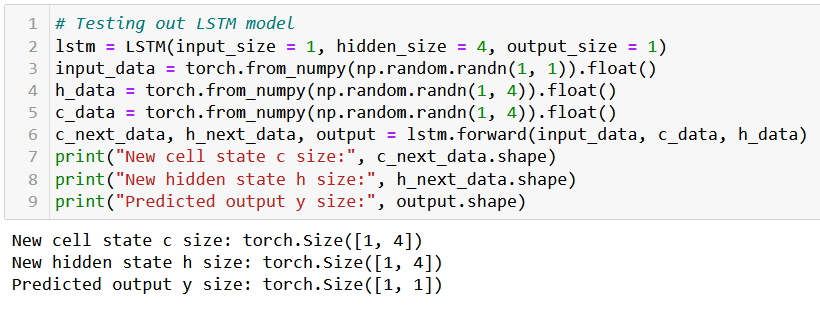 1 # Testing out LSTM model
2 lstm = LSTM(input_size = 1, hidden_size = 4, output_size = 1)
3 input_data = torch.from_numpy(np.random.randn(1, 1)).float()
4 h_data = torch.from_numpy(np.random.randn(1, 4)).float()
5 c_data = torch.from_numpy(np.random.randn(1, 4)).float()
6 c_next_data, h_next_data, output = lstm.forward(input_data, c_data, h_data)
7 print("New cell state c size:", c_next_data.shape)
8 print("New hidden state h size:", h_next_data.shape)
9 print("Predicted output y size:", output.shape)
New cell state c size: torch.Size([1, 4])
New hidden state h size: torch.Size([1, 4])
Predicted output y size: torch.Size([1, 1])